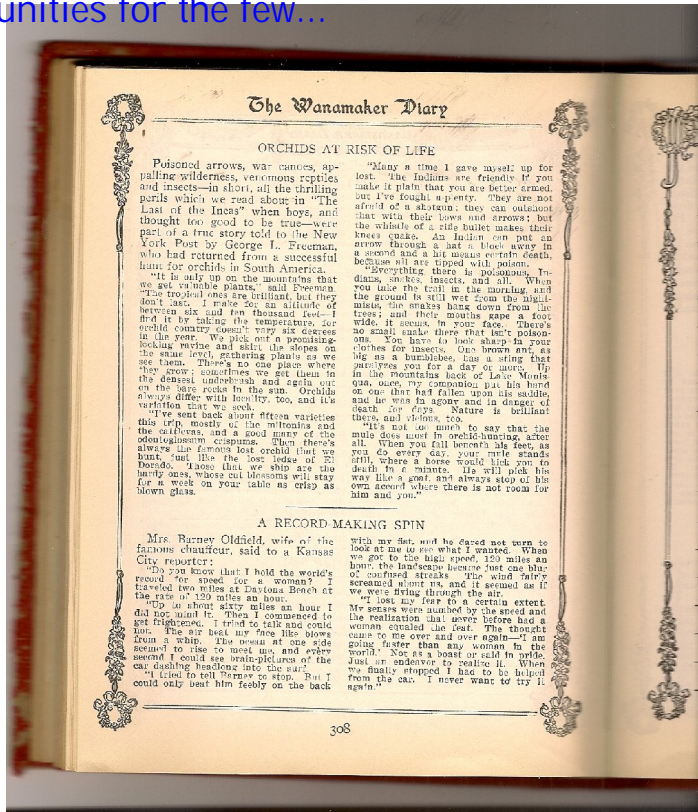 unities for the few...
The Wanamaker Diary
ORCHIDS AT RISK OF LIFE
Poisoned arrows, war canoes, ap-
palling wilderness, venomous reptiles
and insects—in short, all the thrilling
perils which we read about in "The
Last of the Incas" when boys, and
thought too good to be true—were
part of a true story told to the New
York Post by George L. Freeman,
who had returned from a successful
hunt for orchids in South America.
"It is only up on the mountains that
we get valuable plants," said Freeman.
"The tropical ones are brilliant, but they
don't last. I make for an altitude of
between six and ten thousand feet—I
find it by taking the temperature, for
orchid country doesn't vary six degrees
in the year. We pick out a promising-
looking ravine and skirt the slopes on
the same level, gathering plants as we
see them. There's no one place where
they grow; sometimes we get them in
the densest underbrush and again out
on the bare rocks in the sun. Orchids
always differ with locality, too, and it's
variation that we seek.
"I've sent back about fifteen varieties
this trip, mostly of the miltonias and
the cattleyas, and a good many of the
odontoglossum crispums. Then there's
always the famous lost orchid that we
hunt, just like the lost ledge of El
Dorado. Those that we ship are the
hardy ones, whose cut blossoms will stay
for a week on your table as crisp as
blown glass.
"Many a time I gave myself up for
lost. The Indians are friendly if you
make it plain that you are better armed,
but I've fought a-plenty. They are not
afraid of a shotgun; they can outshoot
that with their bows and arrows; but
the whistle of a rifle bullet makes their
knees quake. An Indian can put an
arrow through a hat a block away in
a second and a hit means certain death,
because all are tipped with poison.
"Everything there is poisonous, In-
dians, snakes, insects, and all. When
you take the trail in the morning, and
the ground is still wet from the night-
mists, the snakes hang down from the
trees; and their mouths gape a foot
wide, it seems, in your face. There's
no small snake there that isn't poison-
ous. You have to look sharp in your
clothes for insects. One brown ant, as
big as a bumblebee, has a sting that
paralyzes you for a day or more. Up
in the mountains back of Lake Monis-
qua, once, my companion put his hand
on one that had fallen upon his saddle,
and he was in agony and in danger of
death for days. Nature is brilliant
there, and vicious, too.
"It's not too much to say that the
mule does most in orchid-hunting, after
all. When you fall beneath his feet, as
you do every day, your mule stands
still, where a horse would kick you to
death in a minute. He will pick his
way like a goat, and always stop of his
own accord where there is not room for
him and you."
A RECORD-MAKING SPIN
Mrs. Barney Oldfield, wife of the
famous chauffeur, said to a Kansas
City reporter:
"Do you know that I hold the world's
record for speed for a woman? I
traveled two miles at Daytona Beach at
the rate of 120 miles an hour.
"Up to about sixty miles an hour I
did not mind it. Then I commenced to
get frightened. I tried to talk and could
not. The air beat my face like blows
from a whip. The ocean at one side
seemed to rise to meet me, and every
second I could see brain-pictures of the
car dashing headlong into the surf.
"I tried to tell Barney to stop. But I
could only beat him feebly on the back
with my fist, and he dared not turn to
look at me to see what I wanted. When
we got to the high speed, 120 miles an
hour, the landscape became just one blur
of confused streaks. The wind fairly
screamed about us, and it seemed as if
we were flying through the air.
"I lost my fear to a certain extent.
My senses were numbed by the speed and
the realization that never before had a
woman equaled the feat. The thought
came to me over and over again—'I am
going faster than any woman in the
world.' Not as a boast or said in pride.
Just an endeavor to realize it. When
we finally stopped I had to be helped
from the car. I never want to try it
again."
308